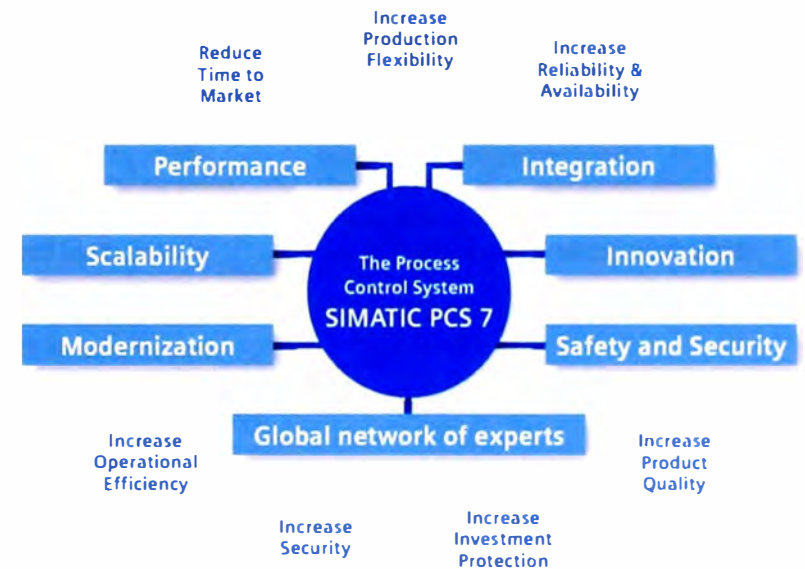 Increase
Production
Flexibility
Reduce
Time to
Market
Increase
Reliability &
Availability
Performance
Integration
Scalability
The Process
Control System
SIMATIC PCS 7
Innovation
Modernization
Safety and Security
Global network of experts
Increase
Operational
Efficiency
Increase
Product
Quality
Increase
Security
Increase
Investment
Protection